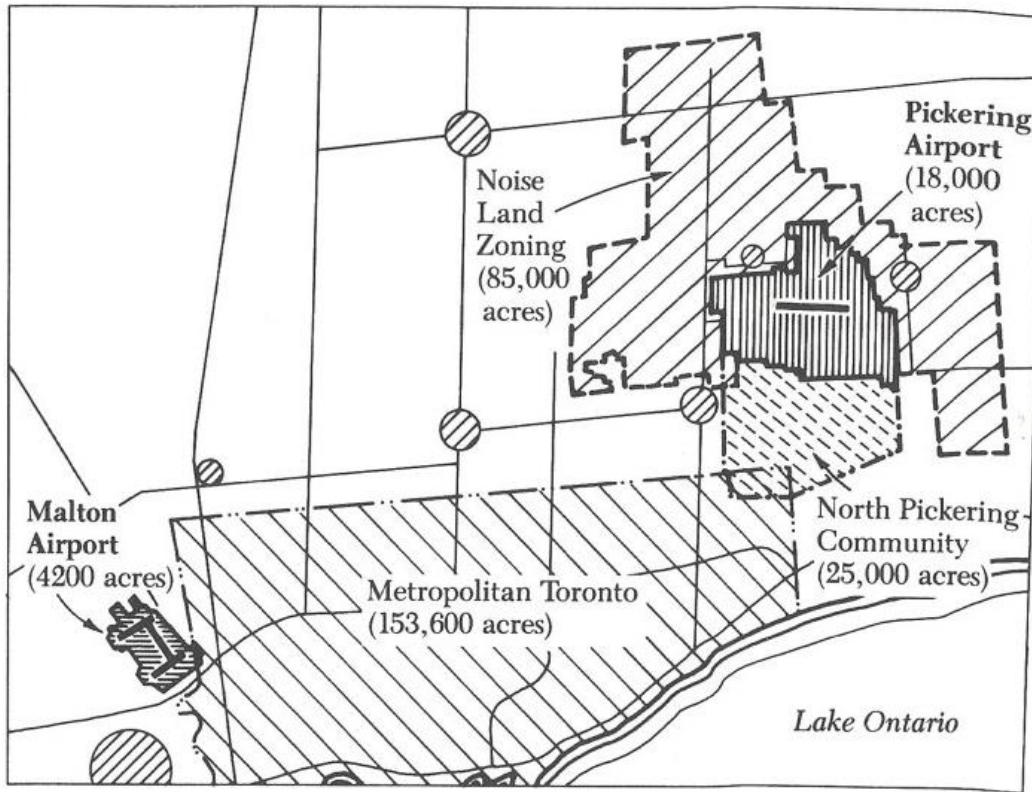 Pickering
Airport
(18,000
acres)
Noise
Land
Zoning
(85,000
acres)
Malton
Airport
(4200 acres)
Metropolitan Toronto
(153,600 acres)
North Pickering
Community
(25,000 acres)
Lake Ontario